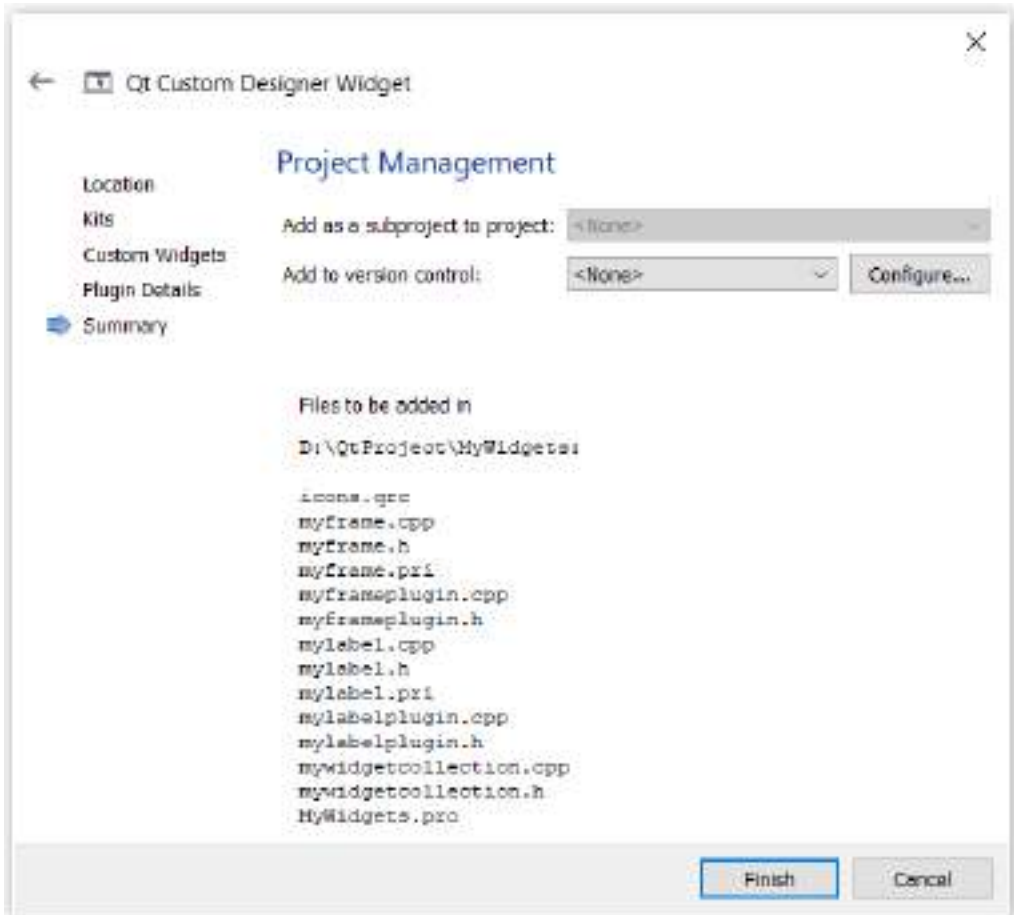 Qt Custom Designer Widget
Project Management
Location
Kits
Custom Widgets
Plugin Details
Summary
Add as a subproject to project: <None>
Add to version control: <None> Configure...
Files to be added in
D:\QtProject\MyWidgets:
icons.qrc
myframe.cpp
myframe.h
myframe.pri
myframeplugin.cpp
myframeplugin.h
mylabel.cpp
mylabel.h
mylabel.pri
mylabelplugin.cpp
mylabelplugin.h
mywidgetcollection.cpp
mywidgetcollection.h
MyWidgets.pro
Finish Cancel